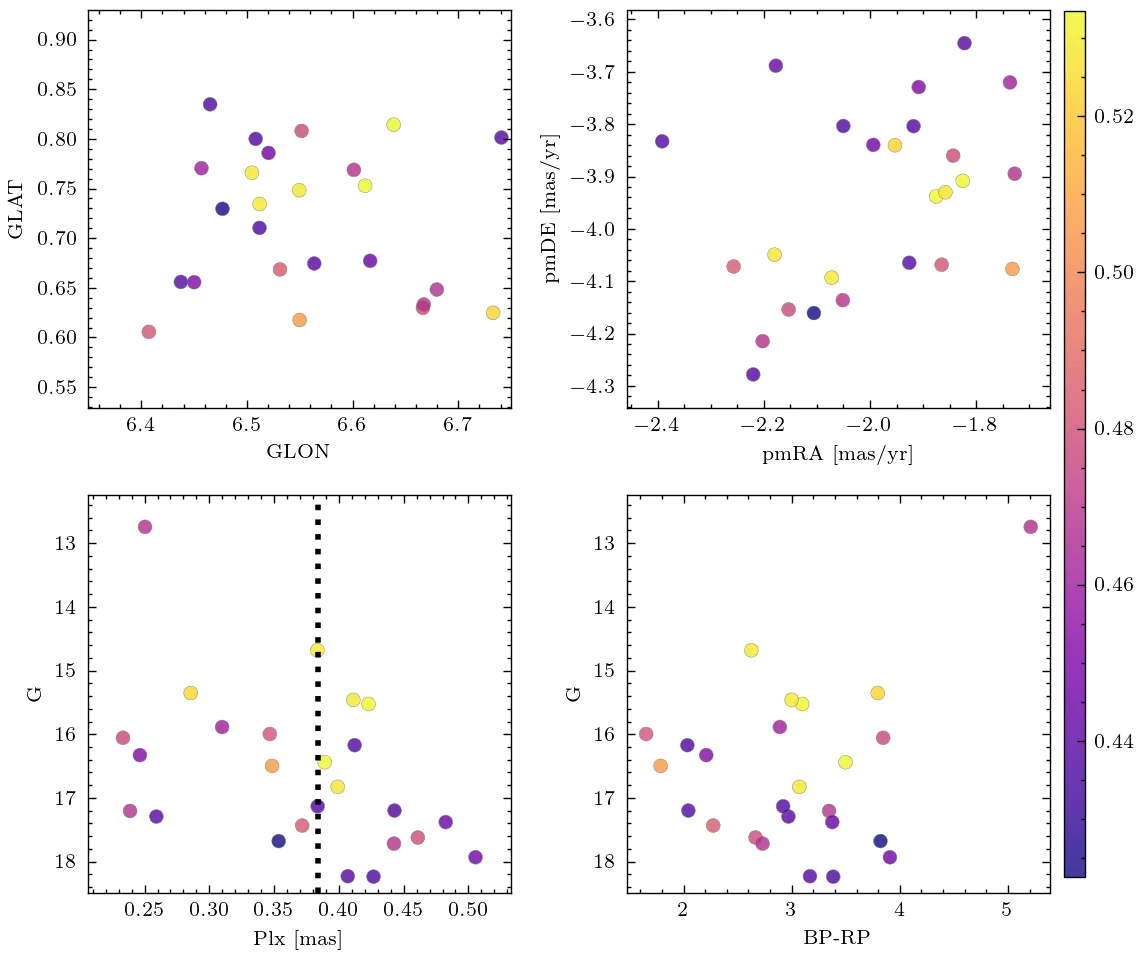 0.90
0.85
0.80
0.75
0.70
0.65
0.60
0.55
GLAT
6.4 6.5 6.6 6.7
GLON
−3.6
−3.7
−3.8
−3.9
−4.0
−4.1
−4.2
−4.3
pmDE [mas/yr]
−2.4 −2.2 −2.0 −1.8
pmRA [mas/yr]
0.52
0.50
0.48
0.46
0.44
13
14
15
16
17
18
G
0.25 0.30 0.35 0.40 0.45 0.50
Plx [mas]
13
14
15
16
17
18
G
2 3 4 5
BP-RP